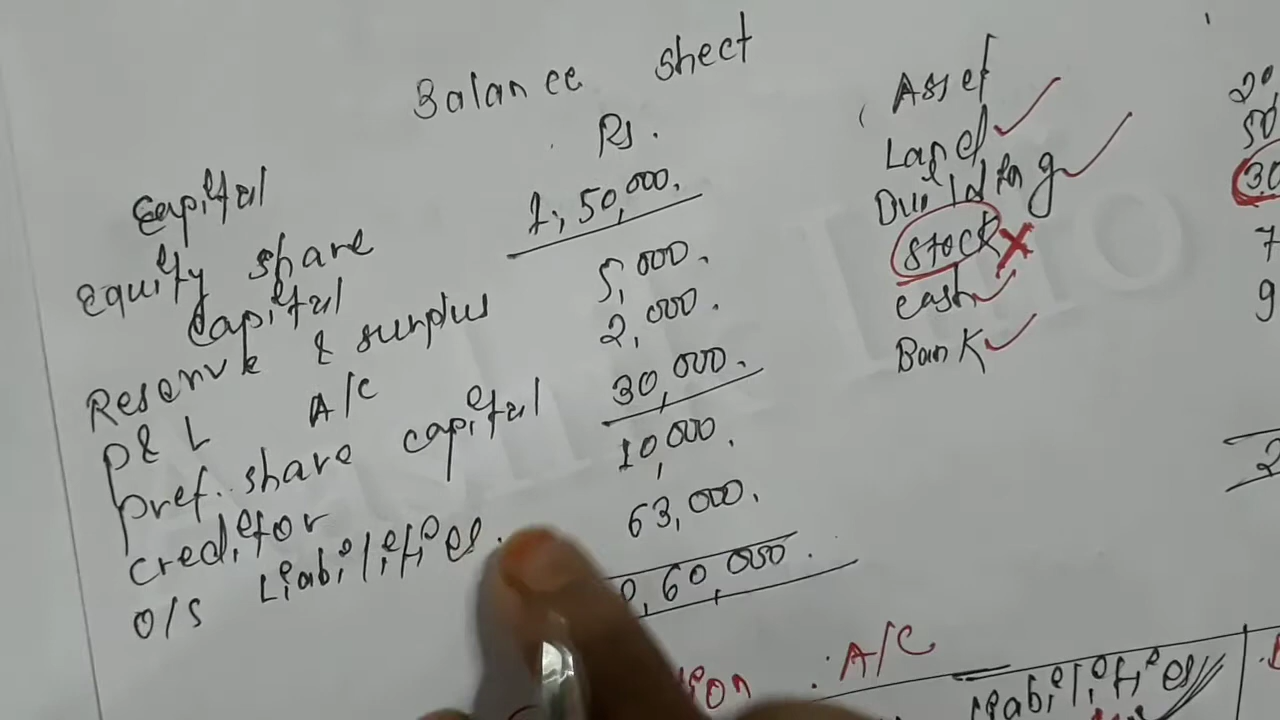 Balance sheet
Rs.
Capital
Equity share capital 1,50,000.
Reserve & surplus 5,000.
P & L A/C 2,000.
Pref. share capital 30,000.
creditor 10,000.
O/S Liabilities. 63,000.
,60,000.
Asset
Land
Building
Stock
cash
Bank
A/C
Liabilities